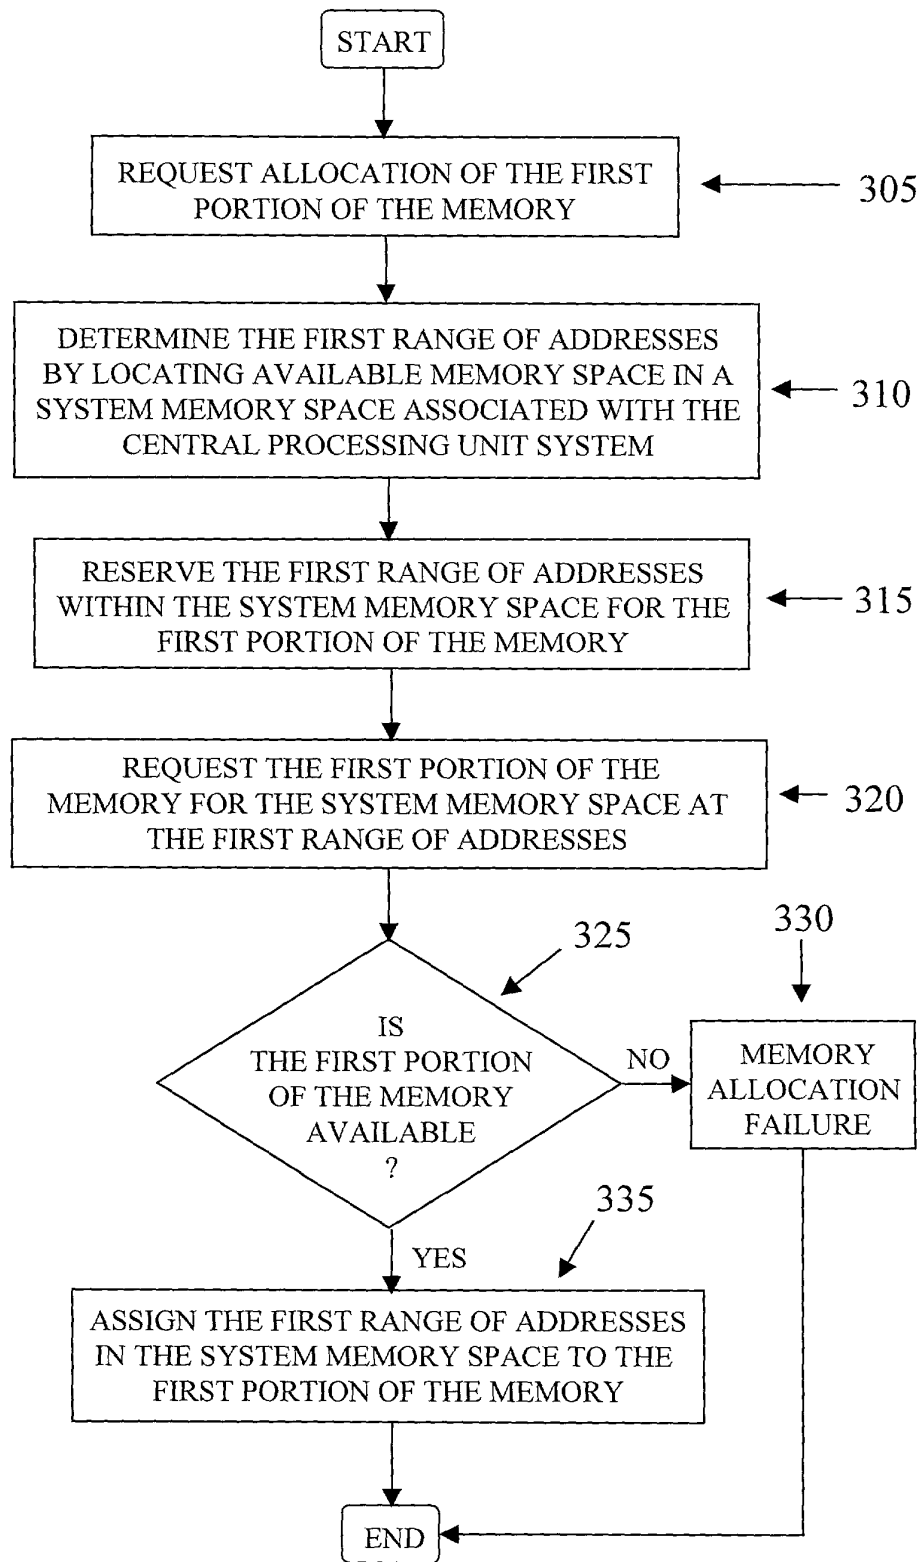 START
REQUEST ALLOCATION OF THE FIRST
PORTION OF THE MEMORY
305
DETERMINE THE FIRST RANGE OF ADDRESSES
BY LOCATING AVAILABLE MEMORY SPACE IN A
SYSTEM MEMORY SPACE ASSOCIATED WITH THE
CENTRAL PROCESSING UNIT SYSTEM
310
RESERVE THE FIRST RANGE OF ADDRESSES
WITHIN THE SYSTEM MEMORY SPACE FOR THE
FIRST PORTION OF THE MEMORY
315
REQUEST THE FIRST PORTION OF THE
MEMORY FOR THE SYSTEM MEMORY SPACE AT
THE FIRST RANGE OF ADDRESSES
320
325
IS
THE FIRST PORTION
OF THE MEMORY
AVAILABLE
?
NO
330
MEMORY
ALLOCATION
FAILURE
YES
335
ASSIGN THE FIRST RANGE OF ADDRESSES
IN THE SYSTEM MEMORY SPACE TO THE
FIRST PORTION OF THE MEMORY
END